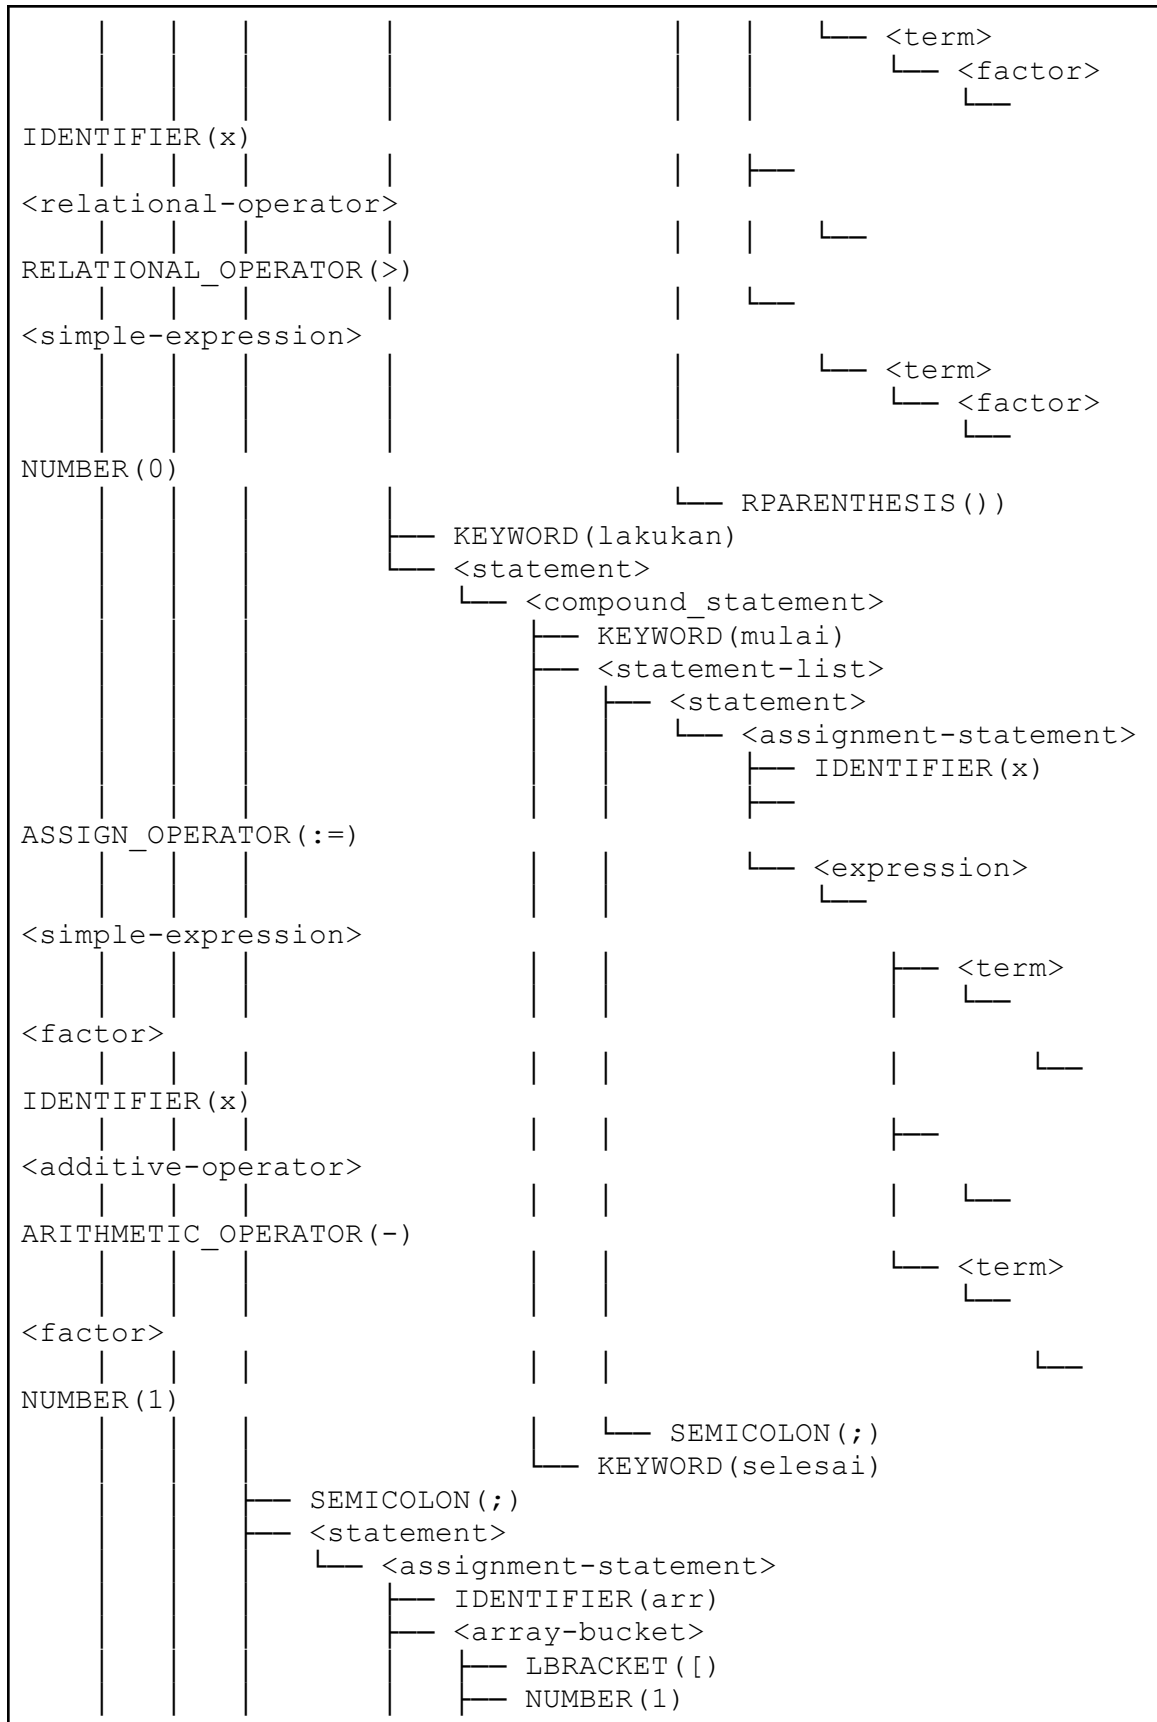 │ │ │ │ │ │ └── <term>
│ │ │ │ │ │ └── <factor>
│ │ │ │ │ │ └──
IDENTIFIER(x)
│ │ │ │ │ ├──
<relational-operator>
│ │ │ │ │ │ └──
RELATIONAL_OPERATOR(>)
│ │ │ │ │ └──
<simple-expression>
│ │ │ │ │ └── <term>
│ │ │ │ │ └── <factor>
│ │ │ │ │ └──
NUMBER(0)
│ │ │ │ └── RPARENTHESIS())
│ │ │ ├── KEYWORD(lakukan)
│ │ │ └── <statement>
│ │ │ └── <compound_statement>
│ │ │ ├── KEYWORD(mulai)
│ │ │ ├── <statement-list>
│ │ │ │ ├── <statement>
│ │ │ │ │ └── <assignment-statement>
│ │ │ │ │ ├── IDENTIFIER(x)
│ │ │ │ │ ├──
ASSIGN_OPERATOR(:=)
│ │ │ │ │ └── <expression>
│ │ │ │ │ └──
<simple-expression>
│ │ │ │ │ ├── <term>
│ │ │ │ │ │ └──
<factor>
│ │ │ │ │ │ └──
IDENTIFIER(x)
│ │ │ │ │ ├──
<additive-operator>
│ │ │ │ │ │ └──
ARITHMETIC_OPERATOR(-)
│ │ │ │ │ └── <term>
│ │ │ │ │ └──
<factor>
│ │ │ │ │ └──
NUMBER(1)
│ │ │ │ └── SEMICOLON(;)
│ │ │ └── KEYWORD(selesai)
│ │ ├── SEMICOLON(;)
│ │ ├── <statement>
│ │ │ └── <assignment-statement>
│ │ │ ├── IDENTIFIER(arr)
│ │ │ ├── <array-bucket>
│ │ │ │ ├── LBRACKET([)
│ │ │ │ ├── NUMBER(1)